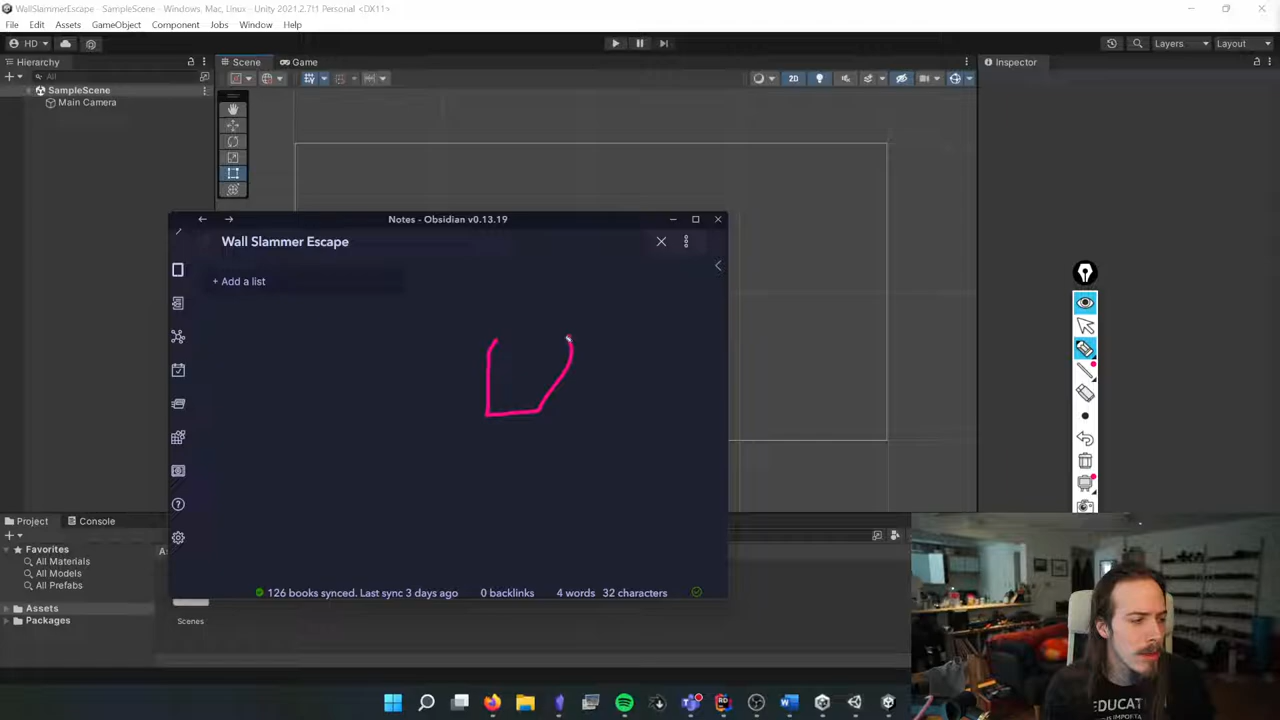 WallSlammerEscape - SampleScene - Windows, Mac, Linux - Unity 2021.2.7f1 Personal <DX11>
File Edit Assets GameObject Component Jobs Window Help
HD Layers Layout
Hierarchy Scene Game Inspector
All 2D
SampleScene
Main Camera
Notes - Obsidian v0.13.19
Wall Slammer Escape
+ Add a list
126 books synced. Last sync 3 days ago 0 backlinks 4 words 32 characters
Project Console
Favorites
All Materials
All Models
All Prefabs
Assets
Packages
Scenes
EDUCAT